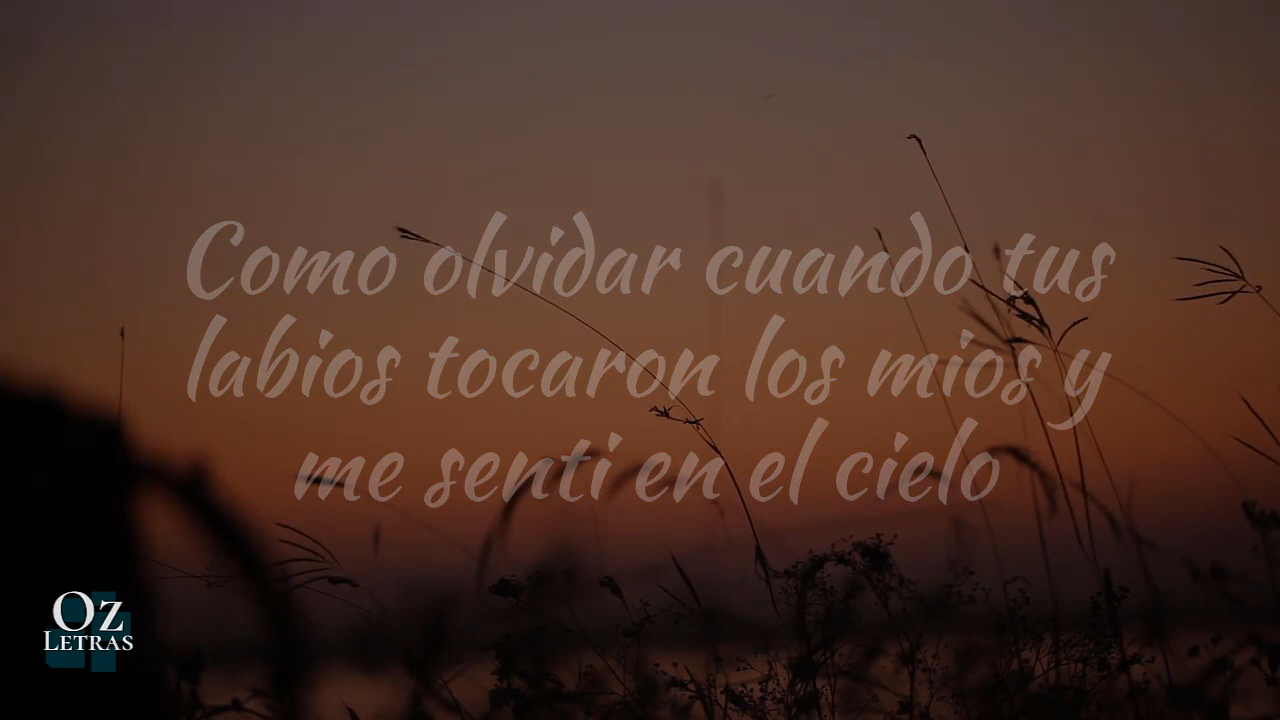 Como olvidar cuando tus
labios tocaron los mios y
me senti en el cielo
Oz
Letras